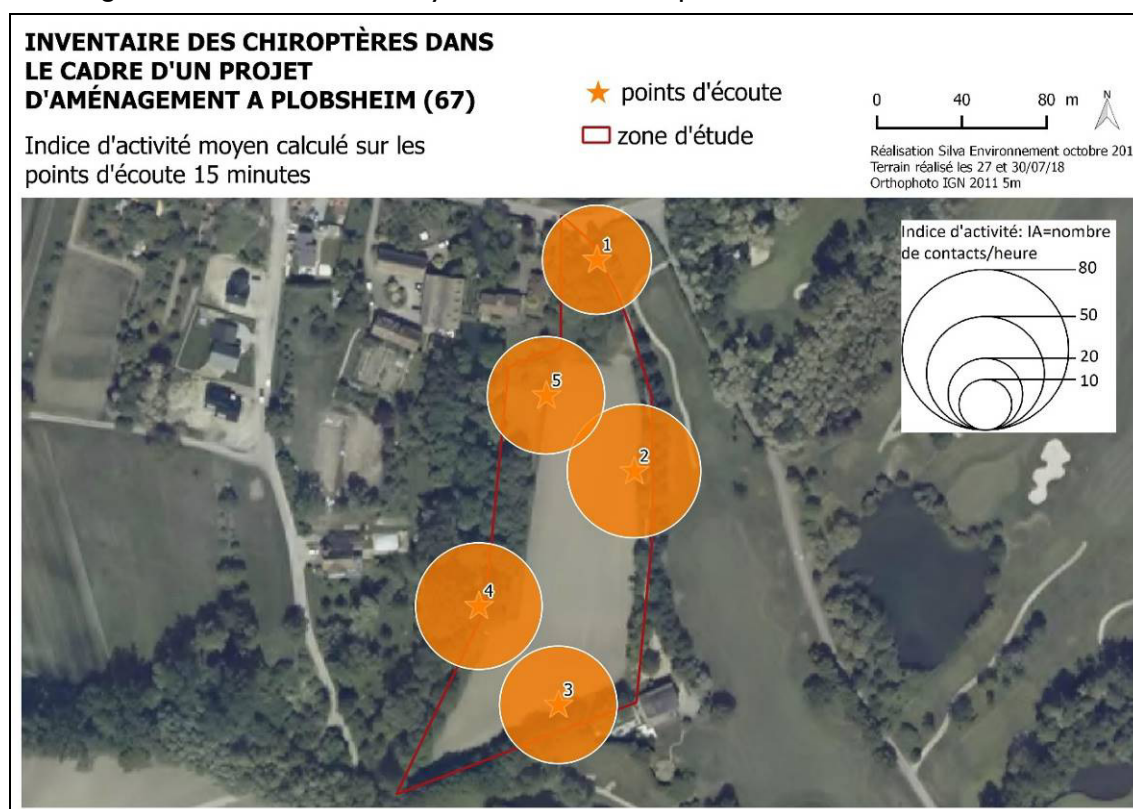 INVENTAIRE DES CHIROPTÈRES DANS
LE CADRE D'UN PROJET
D'AMÉNAGEMENT A PLOBSHEIM (67)
Indice d'activité moyen calculé sur les
points d'écoute 15 minutes
points d'écoute
zone d'étude
0 40 80 m
N
Réalisation Silva Environnement octobre 201
Terrain réalisé les 27 et 30/07/18
Orthophoto IGN 2011 5m
Indice d'activité: IA=nombre
de contacts/heure
80
50
20
10
1
5
2
4
3